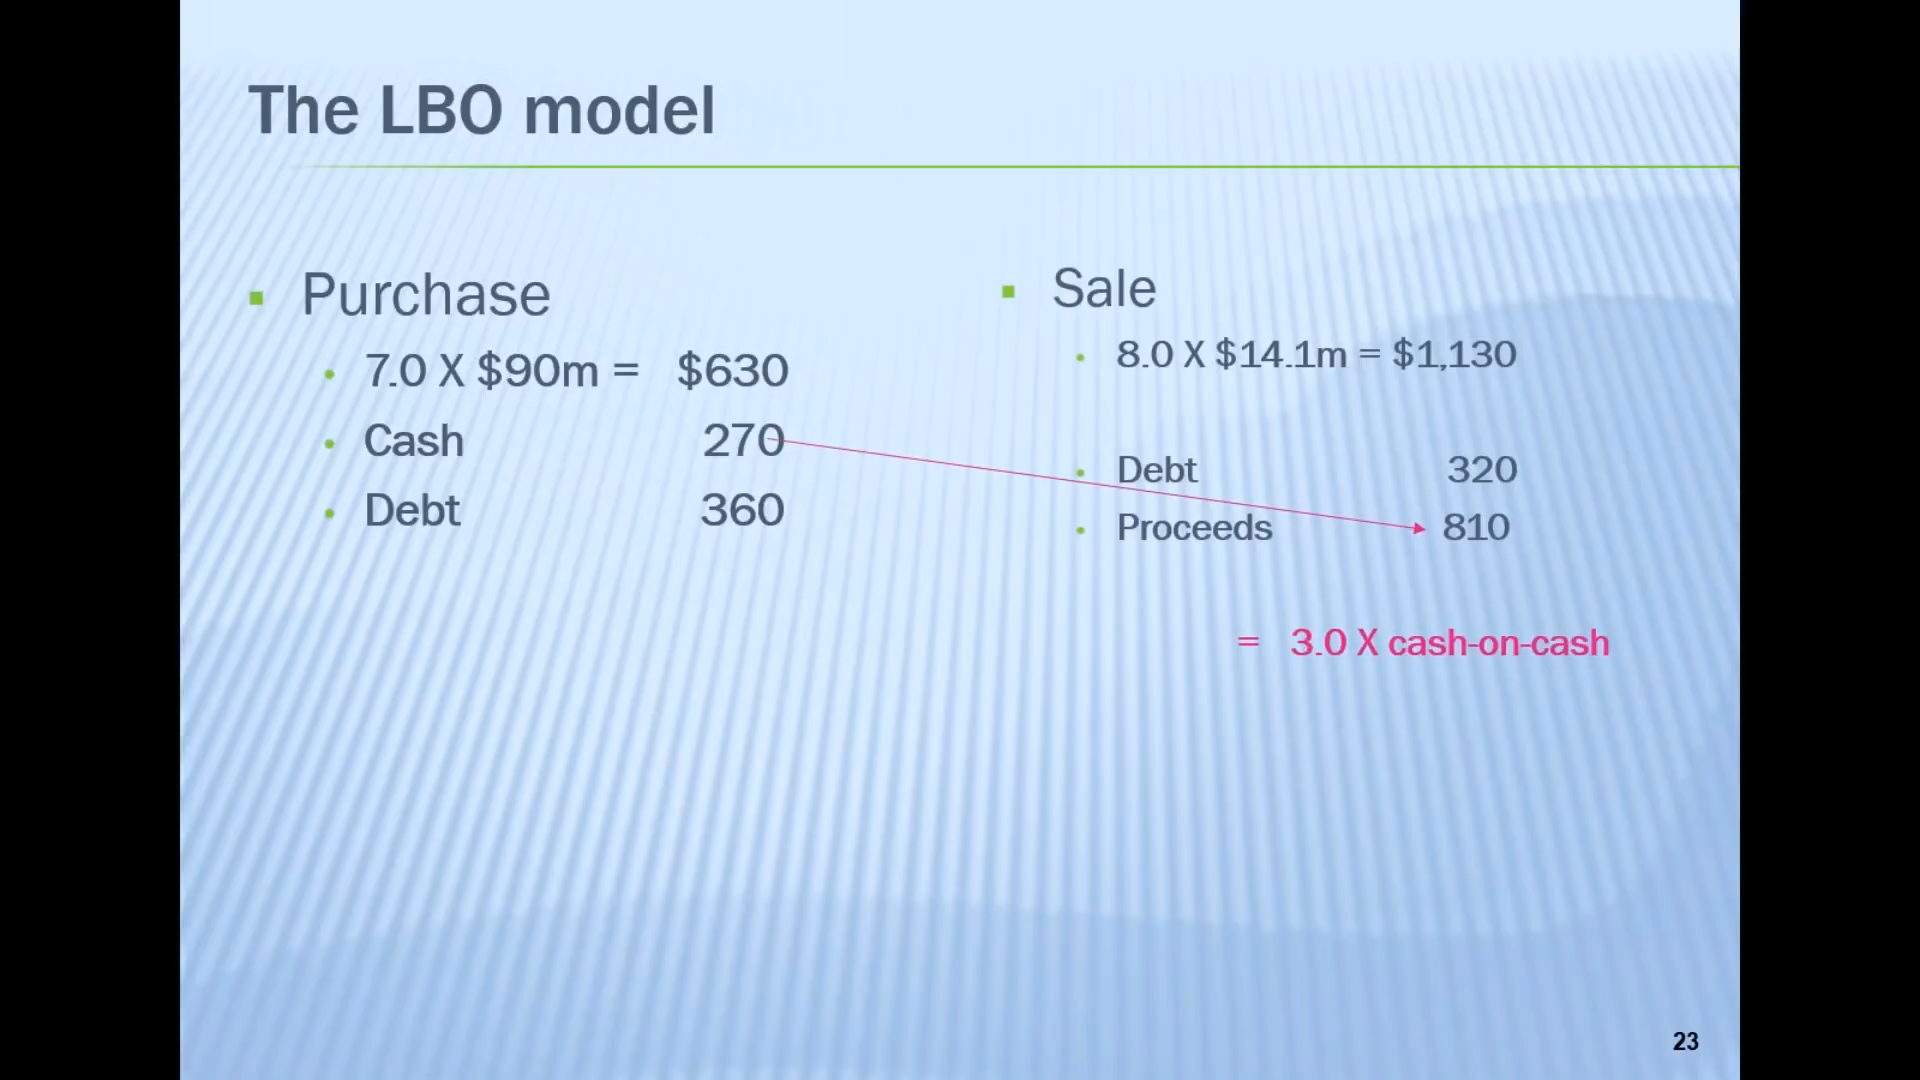 The LBO model
Purchase
7.0 X $90m = $630
Cash 270
Debt 360
Sale
8.0 X $14.1m = $1,130
Debt 320
Proceeds 810
= 3.0 X cash-on-cash
23